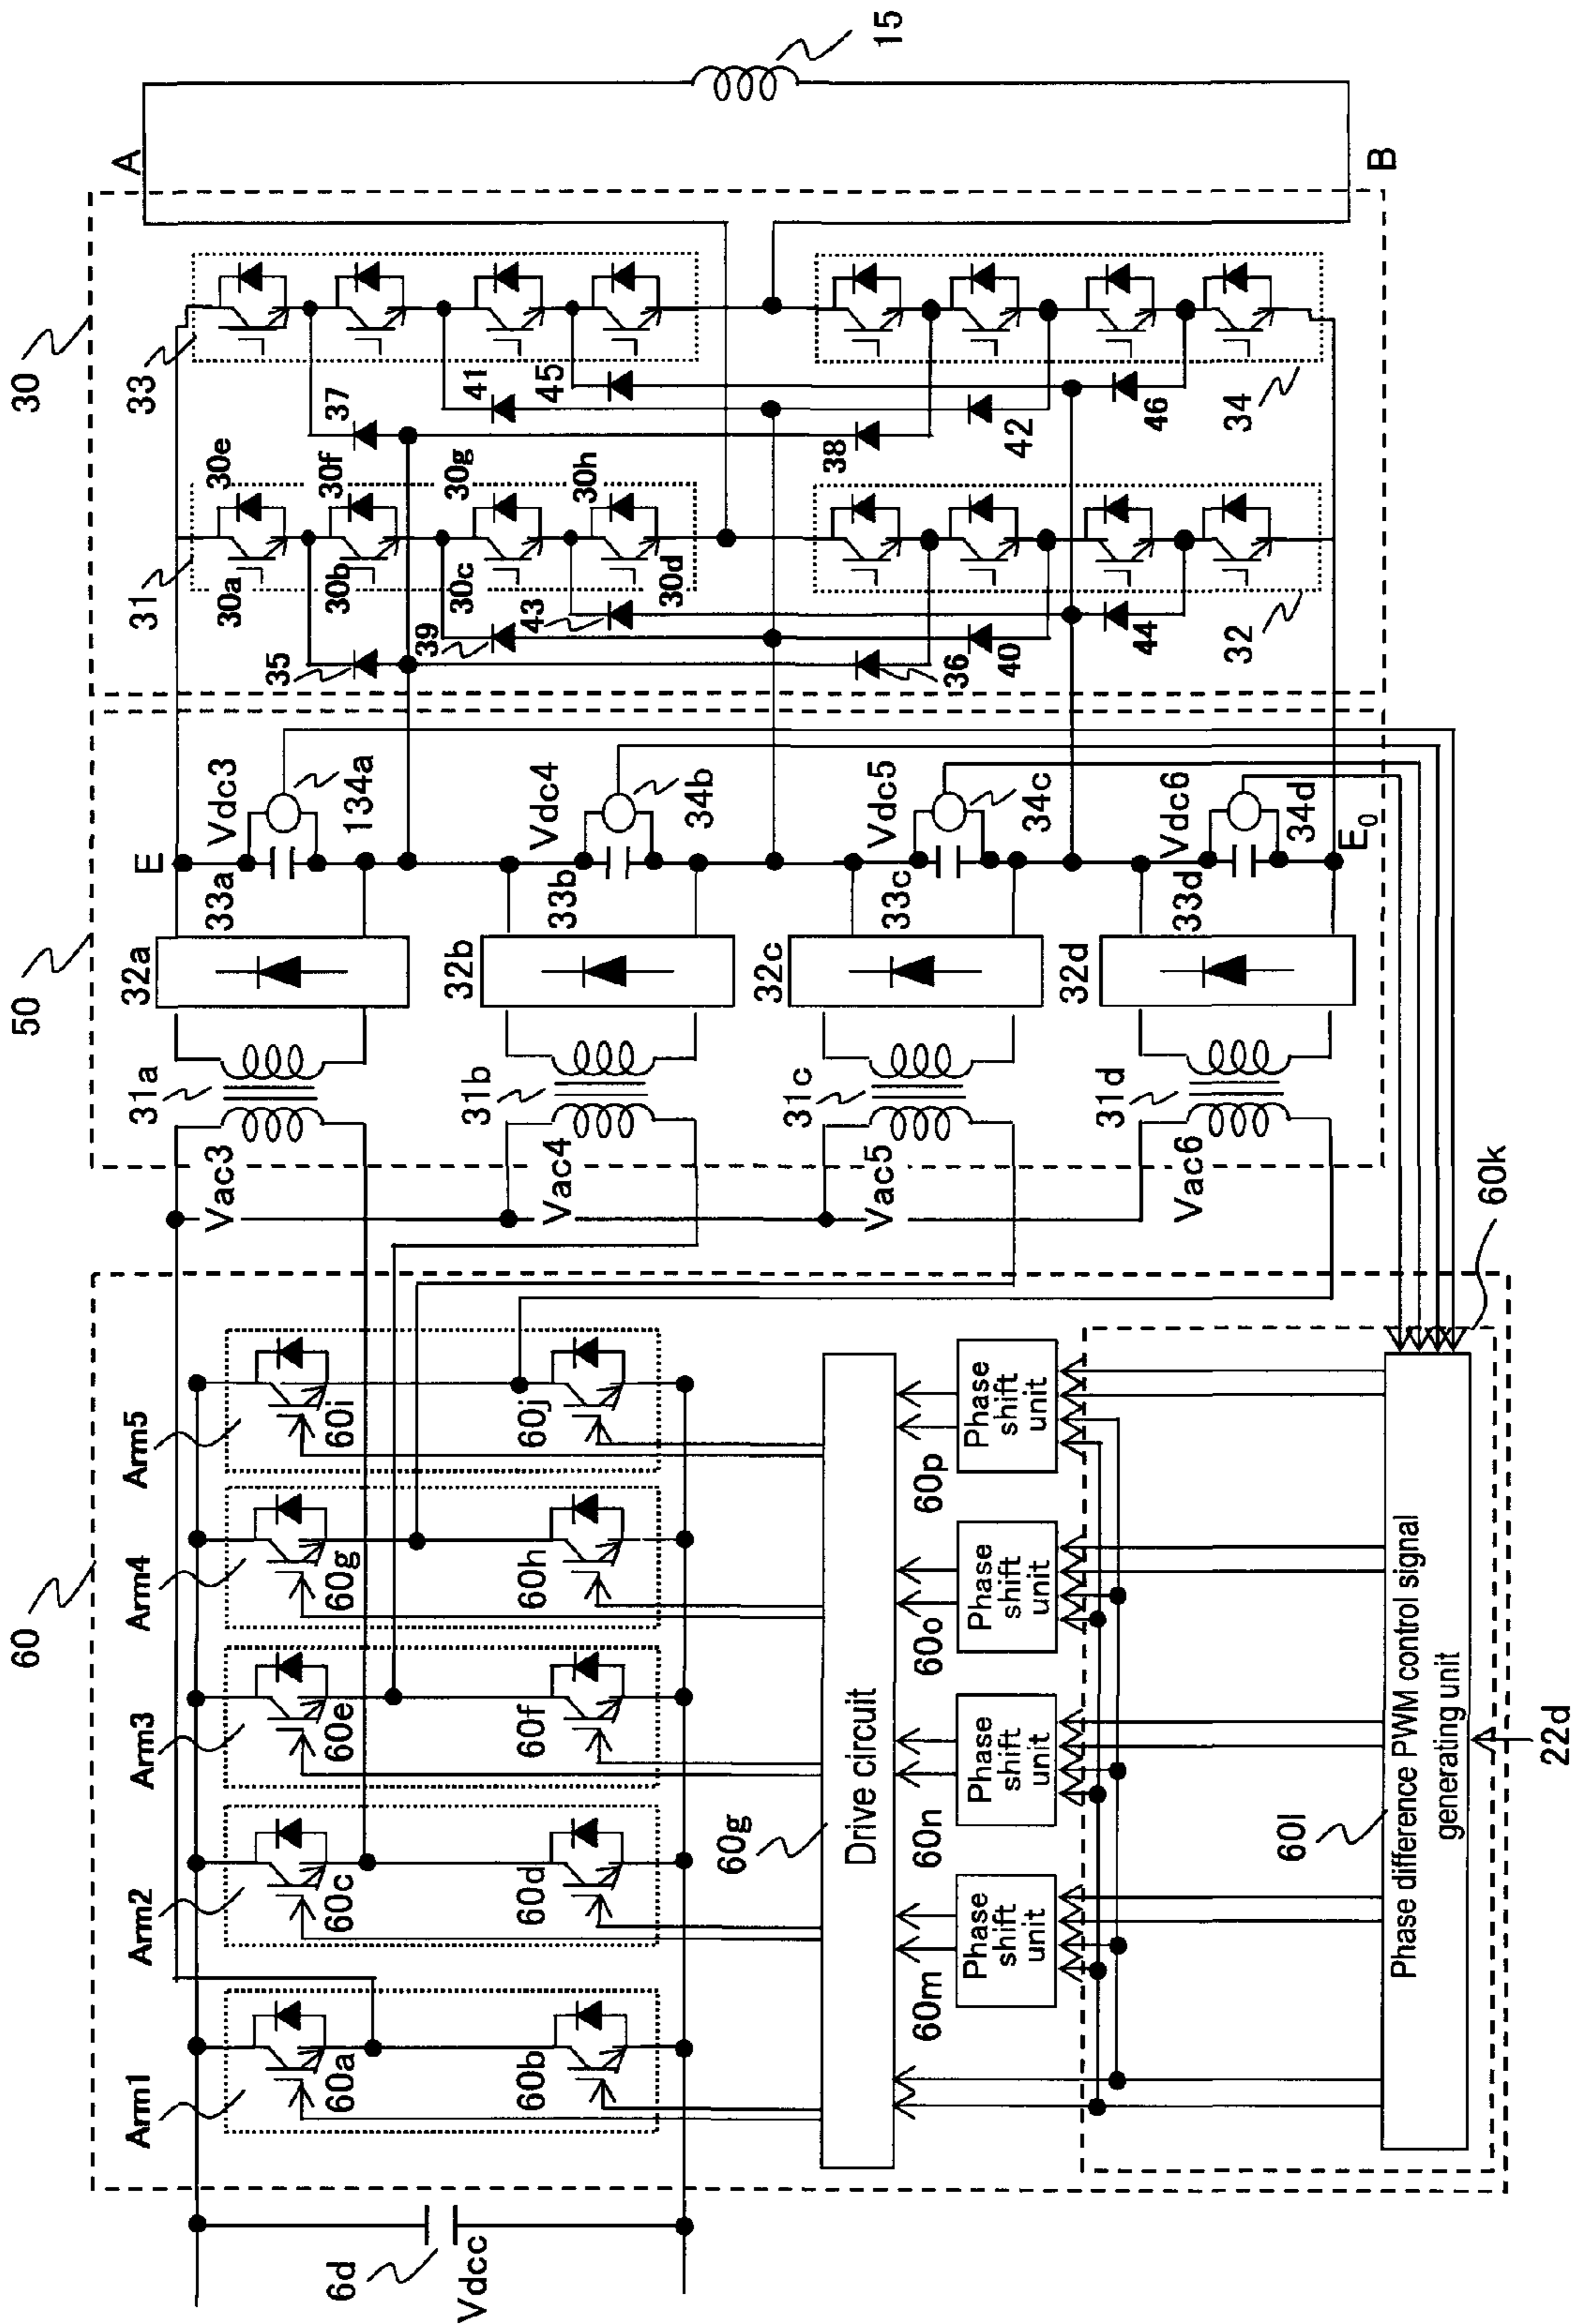 60
50
30
Arm1
Arm2
Arm3
Arm4
Arm5
60a
60b
60c
60d
60e
60f
60g
60h
60i
60j
6d
Vdcc
60g
Drive circuit
60m
Phase
shift
unit
60n
Phase
shift
unit
60o
Phase
shift
unit
60p
Phase
shift
unit
60l
Phase difference PWM control signal
generating unit
22d
60k
Vac3
Vac4
Vac5
Vac6
31a
31b
31c
31d
32a
32b
32c
32d
E
33a
33b
33c
33d
Vdc3
134a
Vdc4
34b
Vdc5
34c
Vdc6
34d
E0
31
33
30a
30b
30c
30d
30e
30f
30g
30h
35
39
43
37
41
45
36
40
44
32
38
42
46
34
A
B
15